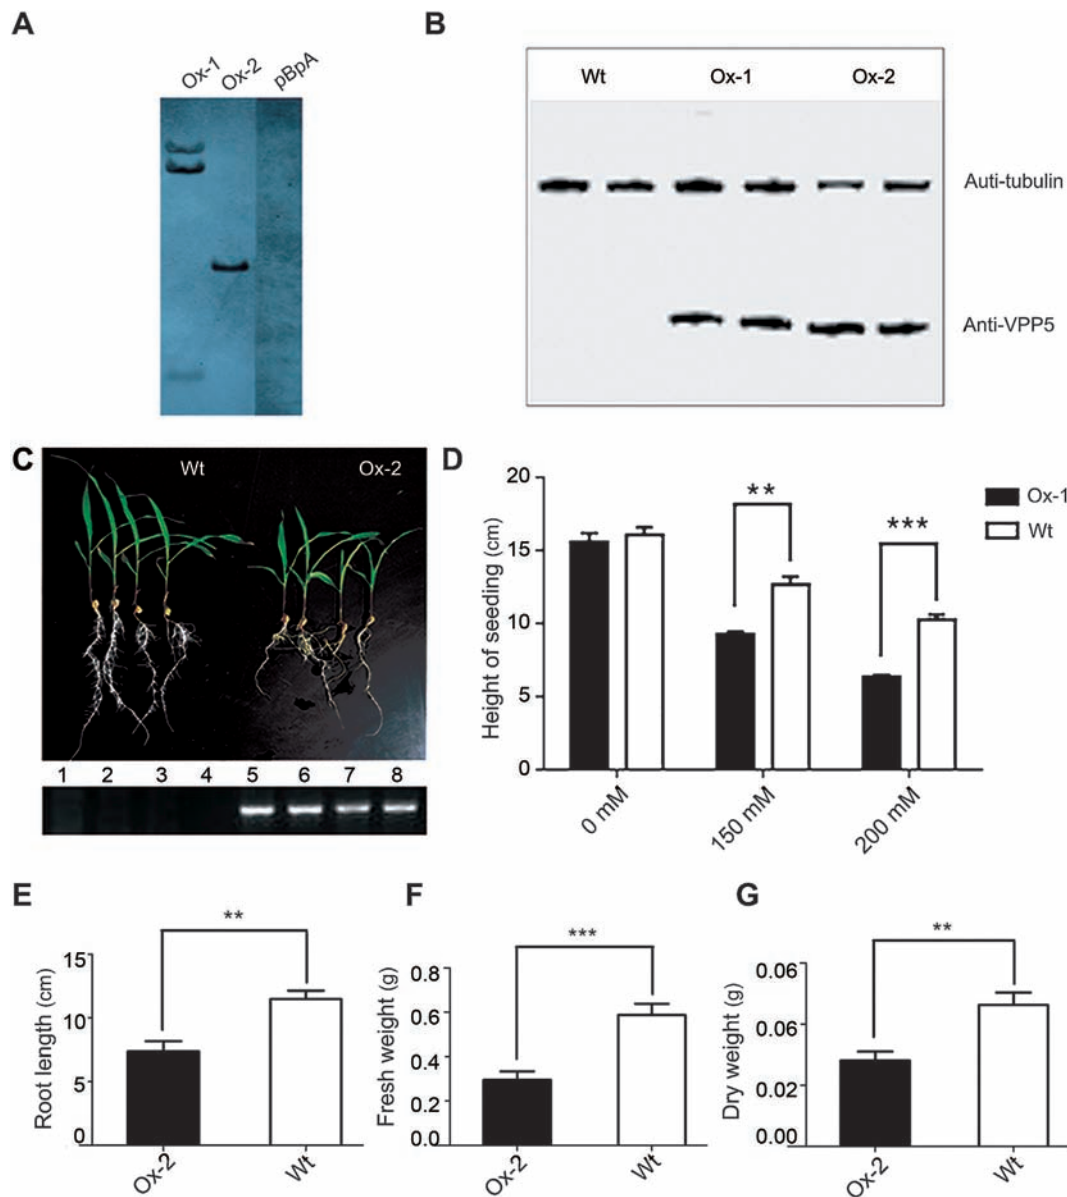 A
Ox-1 Ox-2 pBpA
B
Wt Ox-1 Ox-2
Auti-tubulin
Anti-VPP5
C
Wt Ox-2
1 2 3 4 5 6 7 8
D
Height of seeding (cm)
20
15
10
5
0
** ***
Ox-1
Wt
0 mM 150 mM 200 mM
E
Root length (cm)
15
10
5
0
**
Ox-2 Wt
F
Fresh weight (g)
0.8
0.6
0.4
0.2
0.0
***
Ox-2 Wt
G
Dry weight (g)
0.06
0.06
0.02
0.00
**
Ox-2 Wt